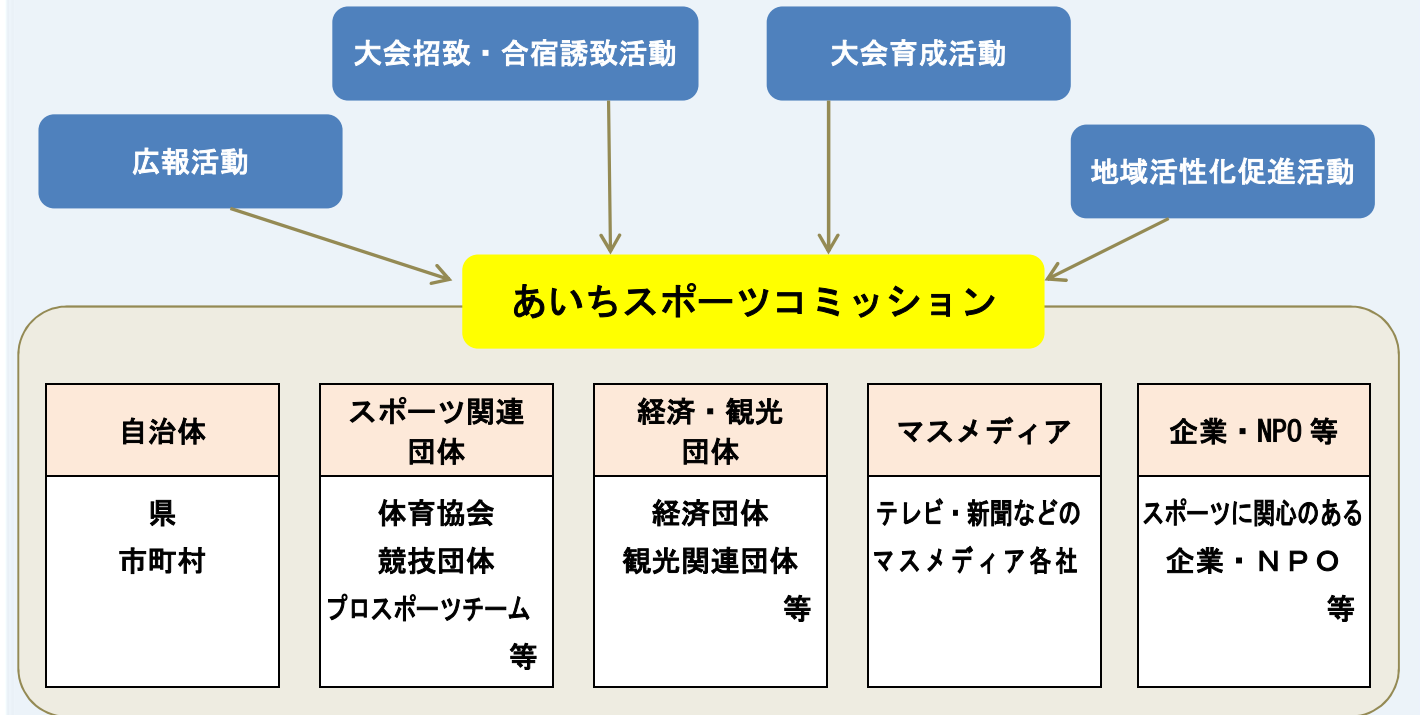 大会招致・合宿誘致活動
大会育成活動
広報活動
地域活性化促進活動
あいちスポーツコミッション
自治体
県
市町村
スポーツ関連
団体
体育協会
競技団体
プロスポーツチーム
等
経済・観光
団体
経済団体
観光関連団体
等
マスメディア
テレビ・新聞などの
マスメディア各社
企業・NPO 等
スポーツに関心のある
企業・ＮＰＯ
等